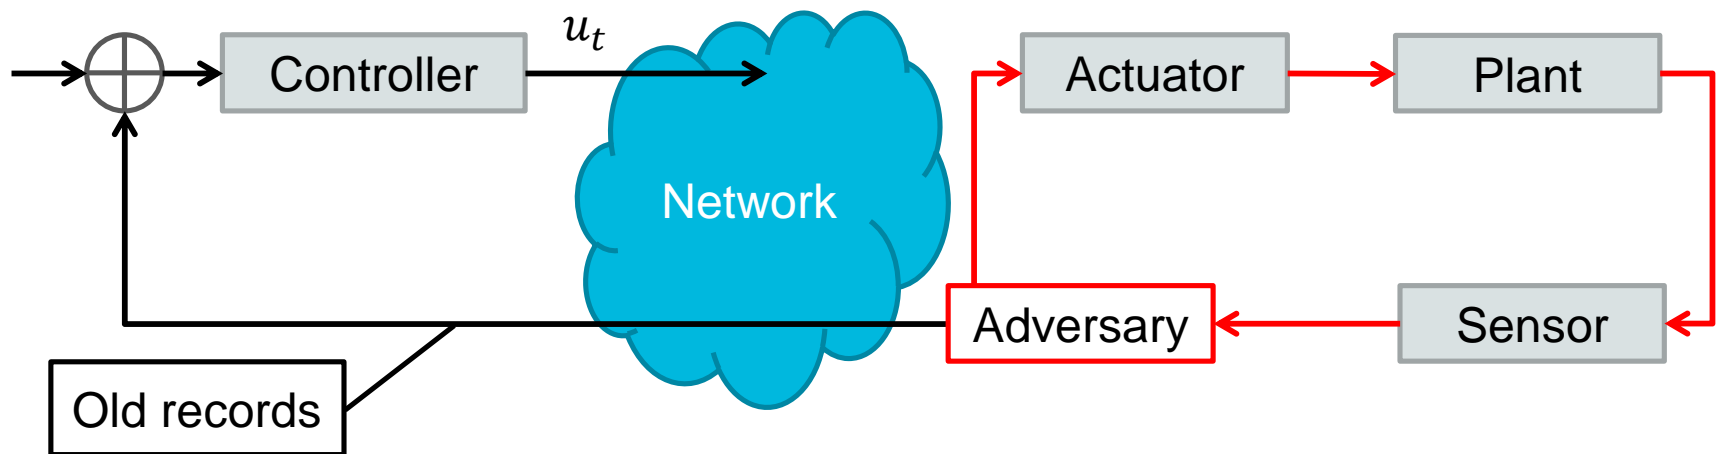 u_t
Controller
Actuator
Plant
Network
Adversary
Sensor
Old records